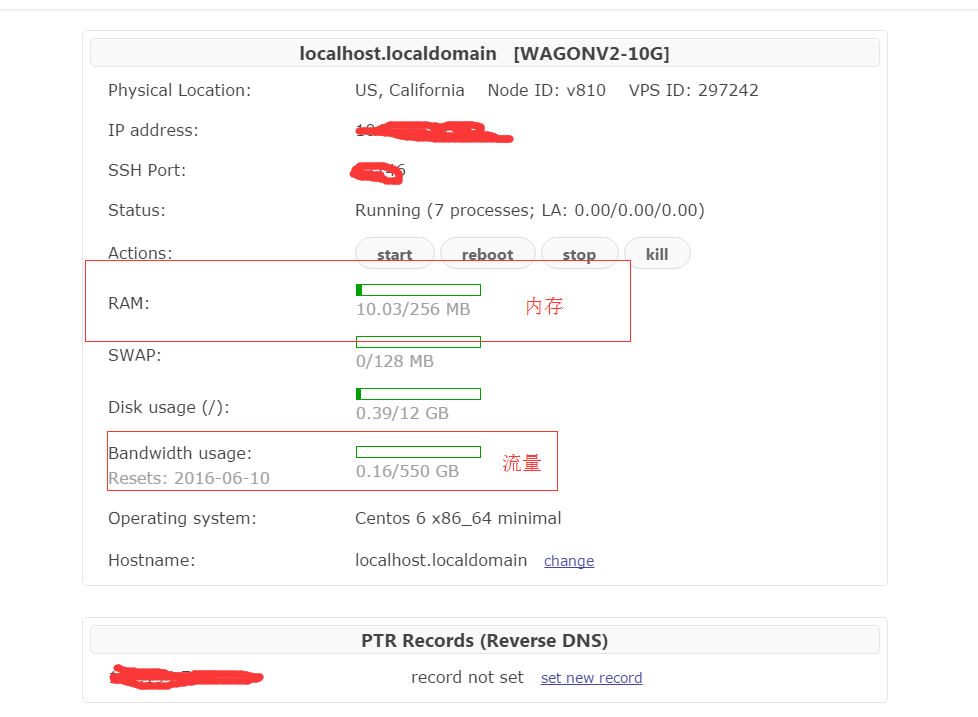 localhost.localdomain [WAGONV2-10G]
Physical Location: US, California Node ID: v810 VPS ID: 297242
IP address:
SSH Port:
Status: Running (7 processes; LA: 0.00/0.00/0.00)
Actions: start reboot stop kill
RAM: 10.03/256 MB 内存
SWAP: 0/128 MB
Disk usage (/): 0.39/12 GB
Bandwidth usage: 0.16/550 GB 流量
Resets: 2016-06-10
Operating system: Centos 6 x86_64 minimal
Hostname: localhost.localdomain change
PTR Records (Reverse DNS)
record not set set new record